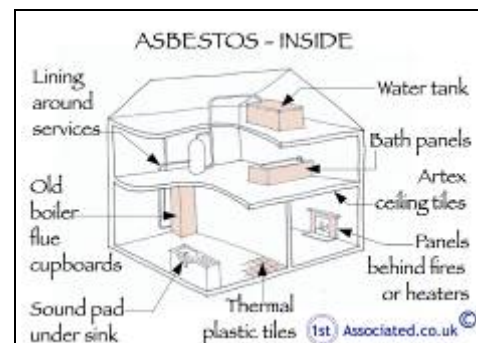 ASBESTOS - INSIDE
Lining
around
services
Water tank
Bath panels
Artex
ceiling tiles
Old
boiler
flue
cupboards
Panels
behind fires
or heaters
Sound pad
under sink
Thermal
plastic tiles
1st Associated.co.uk ©